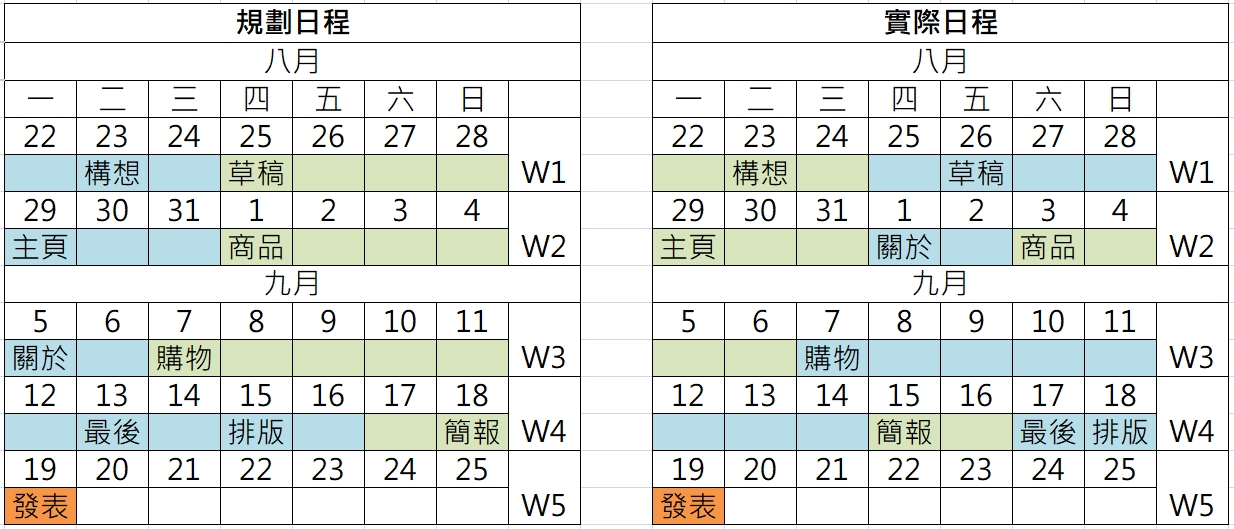 規劃日程
八月
一 二 三 四 五 六 日
22 23 24 25 26 27 28
構想 草稿 W1
29 30 31 1 2 3 4
主頁 商品 W2
九月
5 6 7 8 9 10 11
關於 購物 W3
12 13 14 15 16 17 18
最後 排版 簡報 W4
19 20 21 22 23 24 25
發表 W5
實際日程
八月
一 二 三 四 五 六 日
22 23 24 25 26 27 28
構想 草稿 W1
29 30 31 1 2 3 4
主頁 關於 商品 W2
九月
5 6 7 8 9 10 11
購物 W3
12 13 14 15 16 17 18
簡報 最後 排版 W4
19 20 21 22 23 24 25
發表 W5